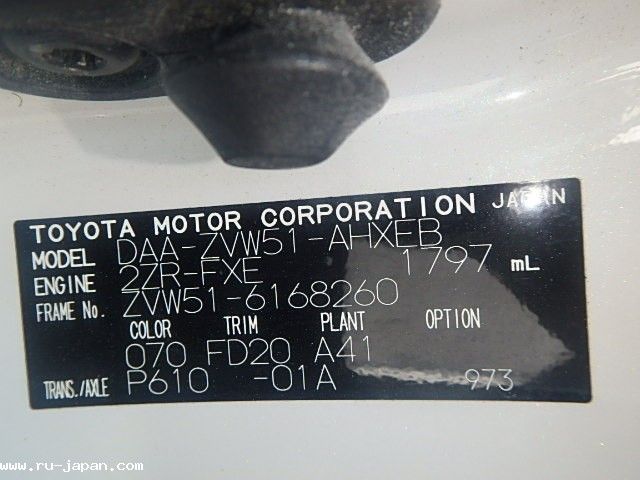 TOYOTA MOTOR CORPORATION JAPAN
MODEL DAA-ZVW51-AHXEB
ENGINE 2ZR-FXE 1797 mL
FRAME No. ZVW51-6168260
COLOR TRIM PLANT OPTION
070 FD20 A41
TRANS./AXLE P610 -01A 973
www.ru-japan.com